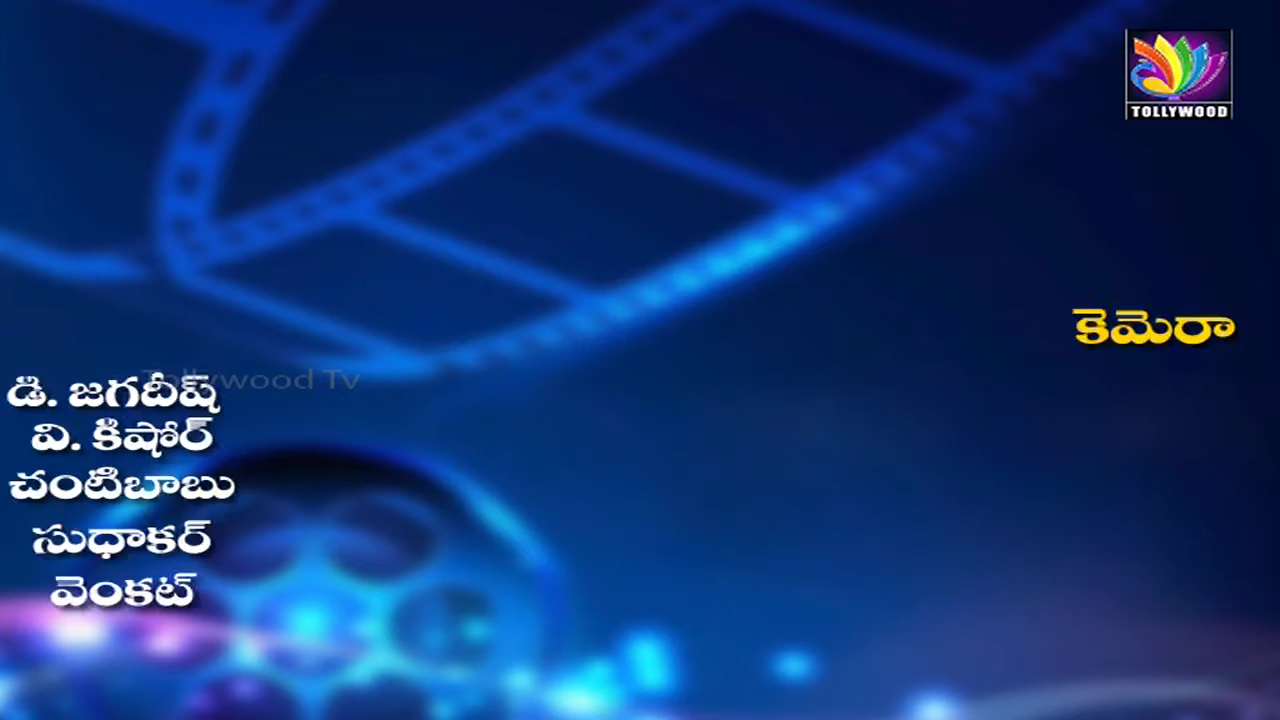 TOLLYWOOD
కెమెరా
Tollywood Tv
డి. జగదీష్
వి. కిషోర్
చంటిబాబు
సుధాకర్
వెంకట్